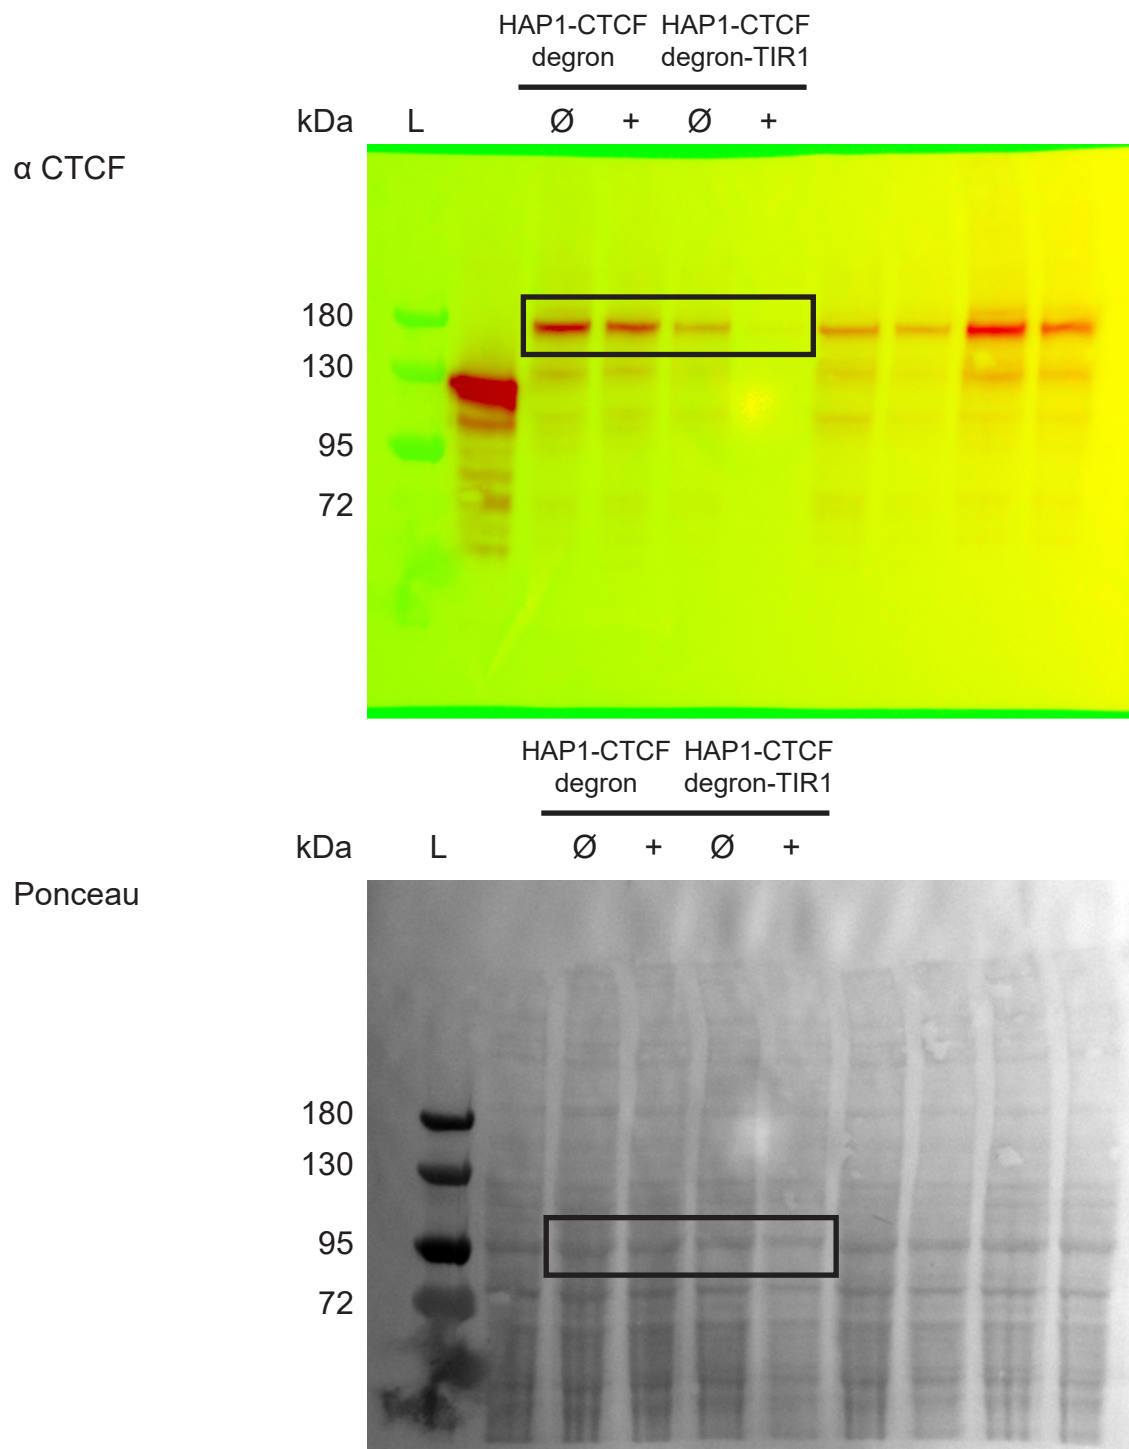 HAP1-CTCF HAP1-CTCF
degron degron-TIR1
kDa L Ø + Ø +
α CTCF
180
130
95
72
HAP1-CTCF HAP1-CTCF
degron degron-TIR1
kDa L Ø + Ø +
Ponceau
180
130
95
72